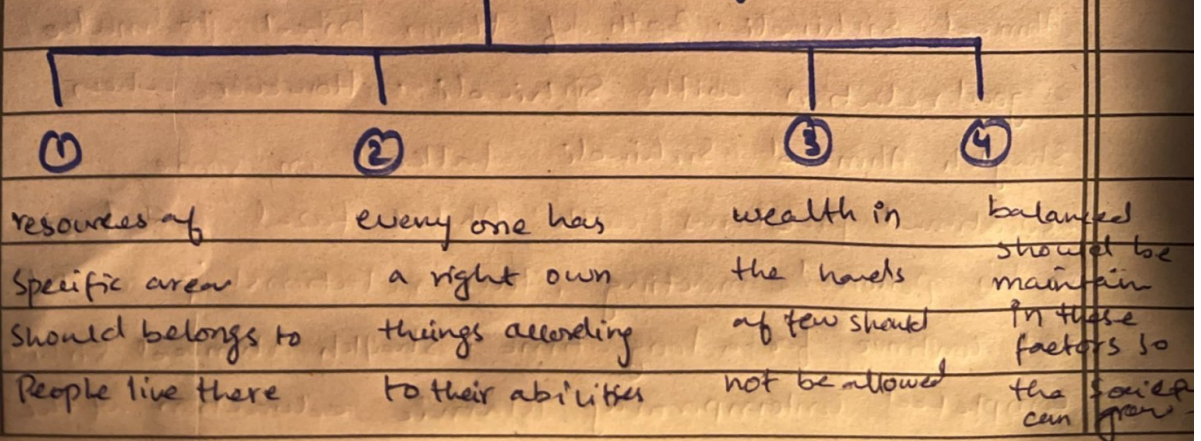 1
resources of
specific area
should belongs to
People live there
2
every one has
a right own
things according
to their abilities
3
wealth in
the hands
of few should
not be allowed
4
balanced
should be
maintain
in these
factors so
the societ
can grow.